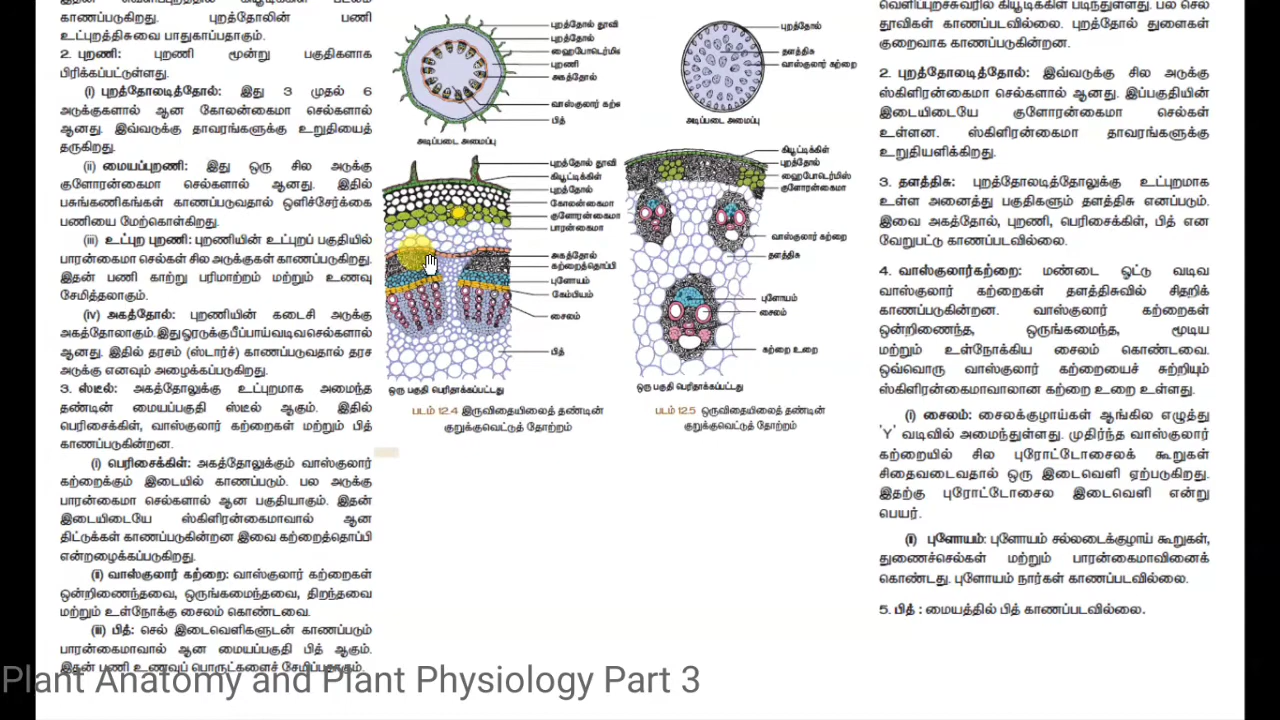 காணப்படுகிறது. புறத்தோலின் பணி
உட்புறத்திசுவை பாதுகாப்பதாகும்.
2. புறணி: புறணி மூன்று பகுதிகளாக
பிரிக்கப்பட்டுள்ளது.
(i) புறத்தோலடித்தோல்: இது 3 முதல் 6
அடுக்குகளால் ஆன கோலன்கைமா செல்களால்
ஆனது. இவ்வடுக்கு தாவரங்களுக்கு உறுதியைத்
தருகிறது.
(ii) மையப்புறணி: இது ஒரு சில அடுக்கு
குளோரன்கைமா செல்களால் ஆனது. இதில்
பசுங்கணிகங்கள் காணப்படுவதால் ஒளிச்சேர்க்கை
பணியை மேற்கொள்கிறது.
(iii) உட்புற புறணி: புறணியின் உட்புறப் பகுதியில்
பாரன்கைமா செல்கள் சில அடுக்குகள் காணப்படுகிறது.
இதன் பணி காற்று பரிமாற்றம் மற்றும் உணவு
சேமித்தலாகும்.
(iv) அகத்தோல்: புறணியின் கடைசி அடுக்கு
அகத்தோலாகும். இது ஓரடுக்கு பீப்பாய் வடிவ செல்களால்
ஆனது. இதில் தரசம் (ஸ்டார்ச்) காணப்படுவதால் தரச
அடுக்கு எனவும் அழைக்கப்படுகிறது.
3. ஸ்டீல்: அகத்தோலுக்கு உட்புறமாக அமைந்த
தண்டின் மையப்பகுதி ஸ்டீல் ஆகும். இதில்
பெரிசைக்கிள், வாஸ்குலார் கற்றைகள் மற்றும் பித்
காணப்படுகின்றன.
(i) பெரிசைக்கிள்: அகத்தோலுக்கும் வாஸ்குலார்
கற்றைக்கும் இடையில் காணப்படும். பல அடுக்கு
பாரன்கைமா செல்களால் ஆன பகுதியாகும். இதன்
இடையிடையே ஸ்கிளிரன்கைமாவால் ஆன
திட்டுக்கள் காணப்படுகின்றன இவை கற்றைத்தொப்பி
என்றழைக்கப்படுகிறது.
(ii) வாஸ்குலார் கற்றை: வாஸ்குலார் கற்றைகள்
ஒன்றிணைந்தவை, ஒருங்கமைந்தவை, திறந்தவை
மற்றும் உள்நோக்கு சைலம் கொண்டவை.
(iii) பித்: செல் இடைவெளிகளுடன் காணப்படும்
பாரன்கைமாவால் ஆன மையப்பகுதி பித் ஆகும்.
இதன் பணி உணவுப் பொருட்களைச் சேமிப்பதாகும்.
புறத்தோல் தூவி
புறத்தோல்
ஹைபோடெர்மிஸ்
புறணி
அகத்தோல்
வாஸ்குலார் கற்றை
பித்
அடிப்படை அமைப்பு
புறத்தோல் தூவி
கியூட்டிக்கிள்
புறத்தோல்
கோலன்கைமா
குளோரன்கைமா
பாரன்கைமா
அகத்தோல்
கற்றைத்தொப்பி
புளோயம்
கேம்பியம்
சைலம்
பித்
ஒரு பகுதி பெரிதாக்கப்பட்டது
படம் 12.4 இருவிதையிலைத் தண்டின்
குறுக்குவெட்டுத் தோற்றம்
புறத்தோல்
தளத்திசு
வாஸ்குலார் கற்றை
அடிப்படை அமைப்பு
கியூட்டிக்கிள்
புறத்தோல்
ஹைபோடெர்மிஸ்
குளோரன்கைமா
வாஸ்குலார் கற்றை
தளத்திசு
புளோயம்
சைலம்
கற்றை உறை
ஒரு பகுதி பெரிதாக்கப்பட்டது
படம் 12.5 ஒருவிதையிலைத் தண்டின்
குறுக்குவெட்டுத் தோற்றம்
வெளிப்புறச்சுவரில் கியூடிக்கிள் படிந்துள்ளது. பல செல்
தூவிகள் காணப்படவில்லை. புறத்தோல் துளைகள்
குறைவாக காணப்படுகின்றன.
2. புறத்தோலடித்தோல்: இவ்வடுக்கு சில அடுக்கு
ஸ்கிளிரன்கைமா செல்களால் ஆனது. இப்பகுதியின்
இடையிடையே குளோரன்கைமா செல்கள்
உள்ளன. ஸ்கிளிரன்கைமா தாவரங்களுக்கு
உறுதியளிக்கிறது.
3. தளத்திசு: புறத்தோலடித்தோலுக்கு உட்புறமாக
உள்ள அனைத்து பகுதிகளும் தளத்திசு எனப்படும்.
இவை அகத்தோல், புறணி, பெரிசைக்கிள், பித் என
வேறுபட்டு காணப்படவில்லை.
4. வாஸ்குலார்கற்றை: மண்டை ஓட்டு வடிவ
வாஸ்குலார் கற்றைகள் தளத்திசுவில் சிதறிக்
காணப்படுகின்றன. வாஸ்குலார் கற்றைகள்
ஒன்றிணைந்த, ஒருங்கமைந்த, மூடிய
மற்றும் உள்நோக்கிய சைலம் கொண்டவை.
ஒவ்வொரு வாஸ்குலார் கற்றையைச் சுற்றியும்
ஸ்கிளிரன்கைமாவாலான கற்றை உறை உள்ளது.
(i) சைலம்: சைலக்குழாய்கள் ஆங்கில எழுத்து
'Y' வடிவில் அமைந்துள்ளது. முதிர்ந்த வாஸ்குலார்
கற்றையில் சில புரோட்டோசைலக் கூறுகள்
சிதைவடைவதால் ஒரு இடைவெளி ஏற்படுகிறது.
இதற்கு புரோட்டோசைல இடைவெளி என்று
பெயர்.
(ii) புளோயம்: புளோயம் சல்லடைக்குழாய் கூறுகள்,
துணைச்செல்கள் மற்றும் பாரன்கைமாவினைக்
கொண்டது. புளோயம் நார்கள் காணப்படவில்லை.
5. பித் : மையத்தில் பித் காணப்படவில்லை.
Plant Anatomy and Plant Physiology Part 3